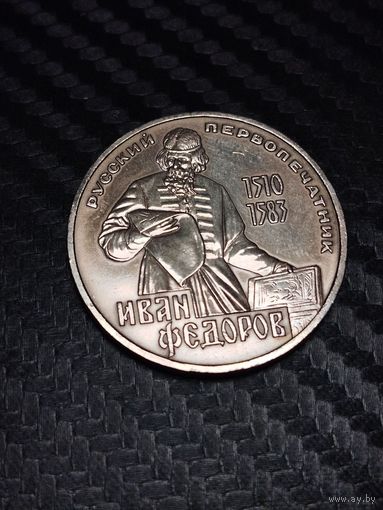 РУССКИЙ ПЕРВОПЕЧАТНИК
1510
1583
ИВАН
ФЕДОРОВ
www.ay.by